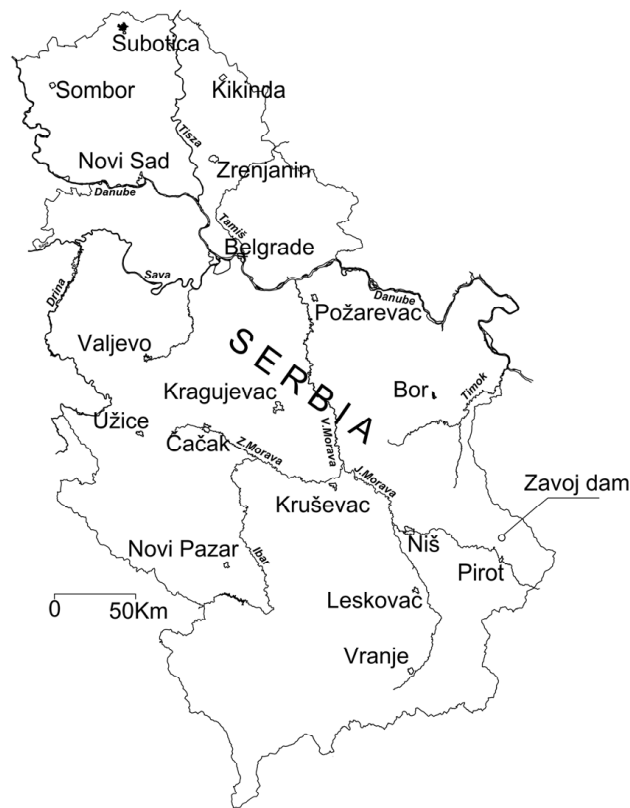 Subotica
Sombor
Kikinda
Tisza
Novi Sad
Zrenjanin
Danube
Tamiš
Belgrade
Drina
Sava
Danube
Požarevac
Valjevo
SERBIA
Kragujevac
Bor
Timok
Užice
Čačak
Z.Morava
V.Morava
J.Morava
Zavoj dam
Kruševac
Niš
Novi Pazar
Ibar
Pirot
Leskovac
0 50Km
Vranje